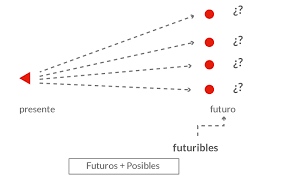 ¿?
¿?
¿?
¿?
presente
futuro
futuribles
Futuros + Posibles